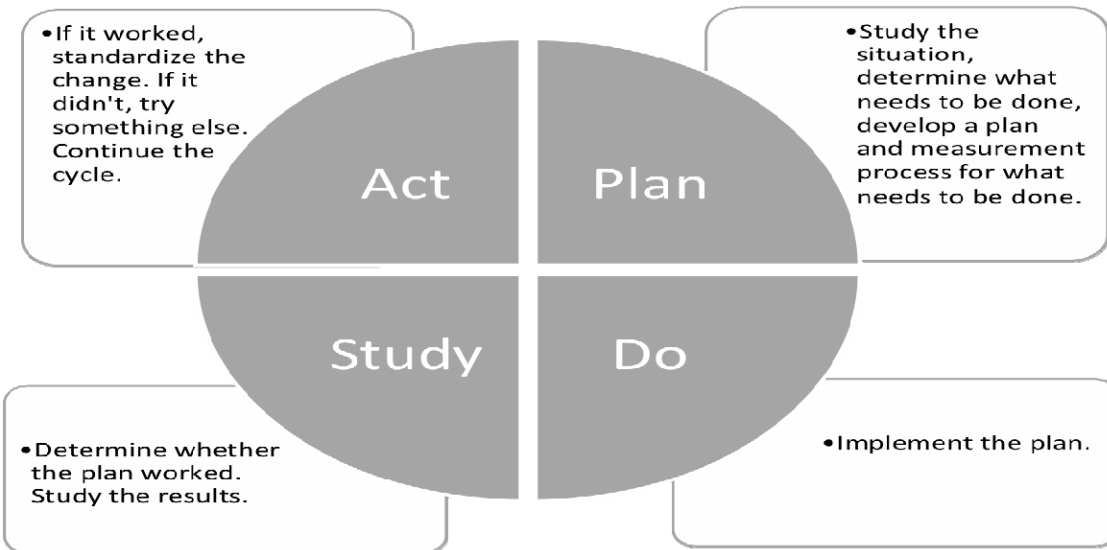 •If it worked,
standardize the
change. If it
didn't, try
something else.
Continue the
cycle.
Act
Plan
•Study the
situation,
determine what
needs to be done,
develop a plan
and measurement
process for what
needs to be done.
Study
Do
•Determine whether
the plan worked.
Study the results.
•Implement the plan.